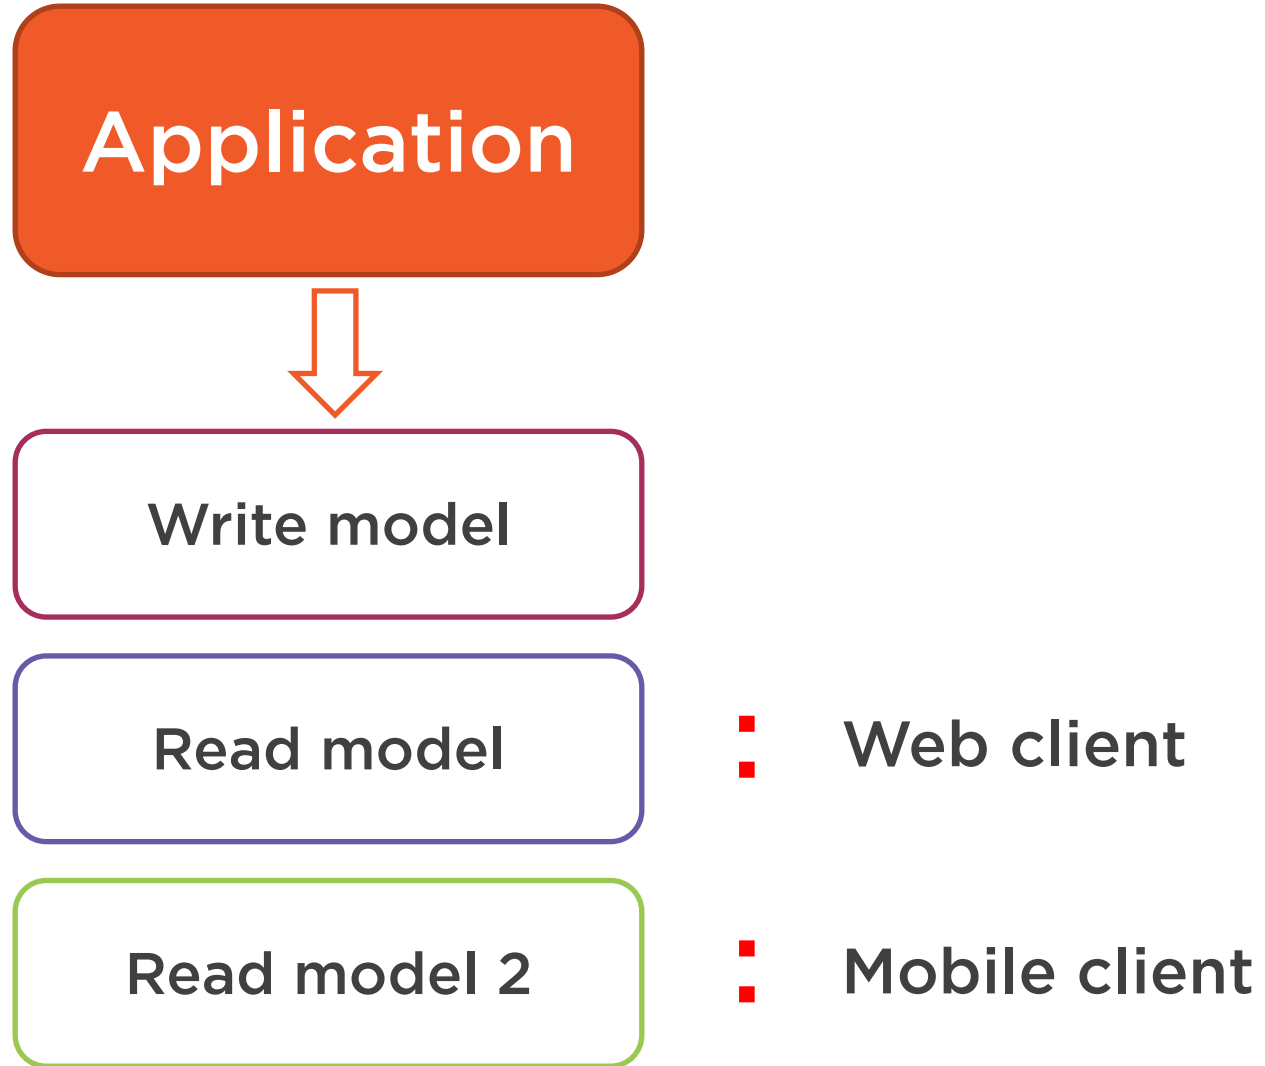 Application
Write model
Read model : Web client
Read model 2 : Mobile client